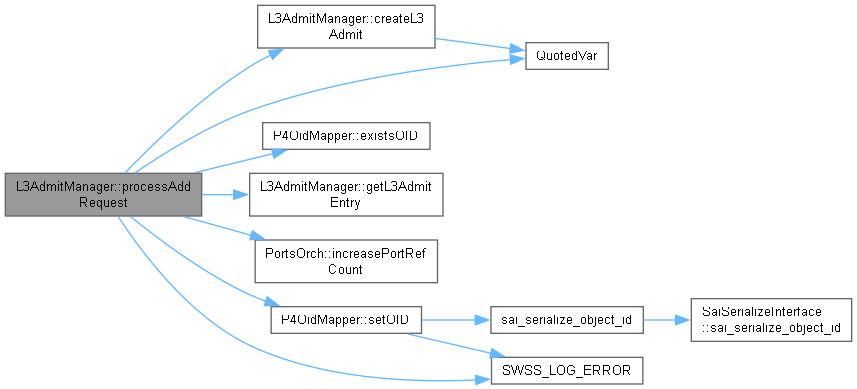 L3AdmitManager::createL3
Admit
QuotedVar
P4OidMapper::existsOID
L3AdmitManager::processAdd
Request
L3AdmitManager::getL3Admit
Entry
PortsOrch::increasePortRef
Count
P4OidMapper::setOID
sai_serialize_object_id
SaiSerializeInterface
::sai_serialize_object_id
SWSS_LOG_ERROR